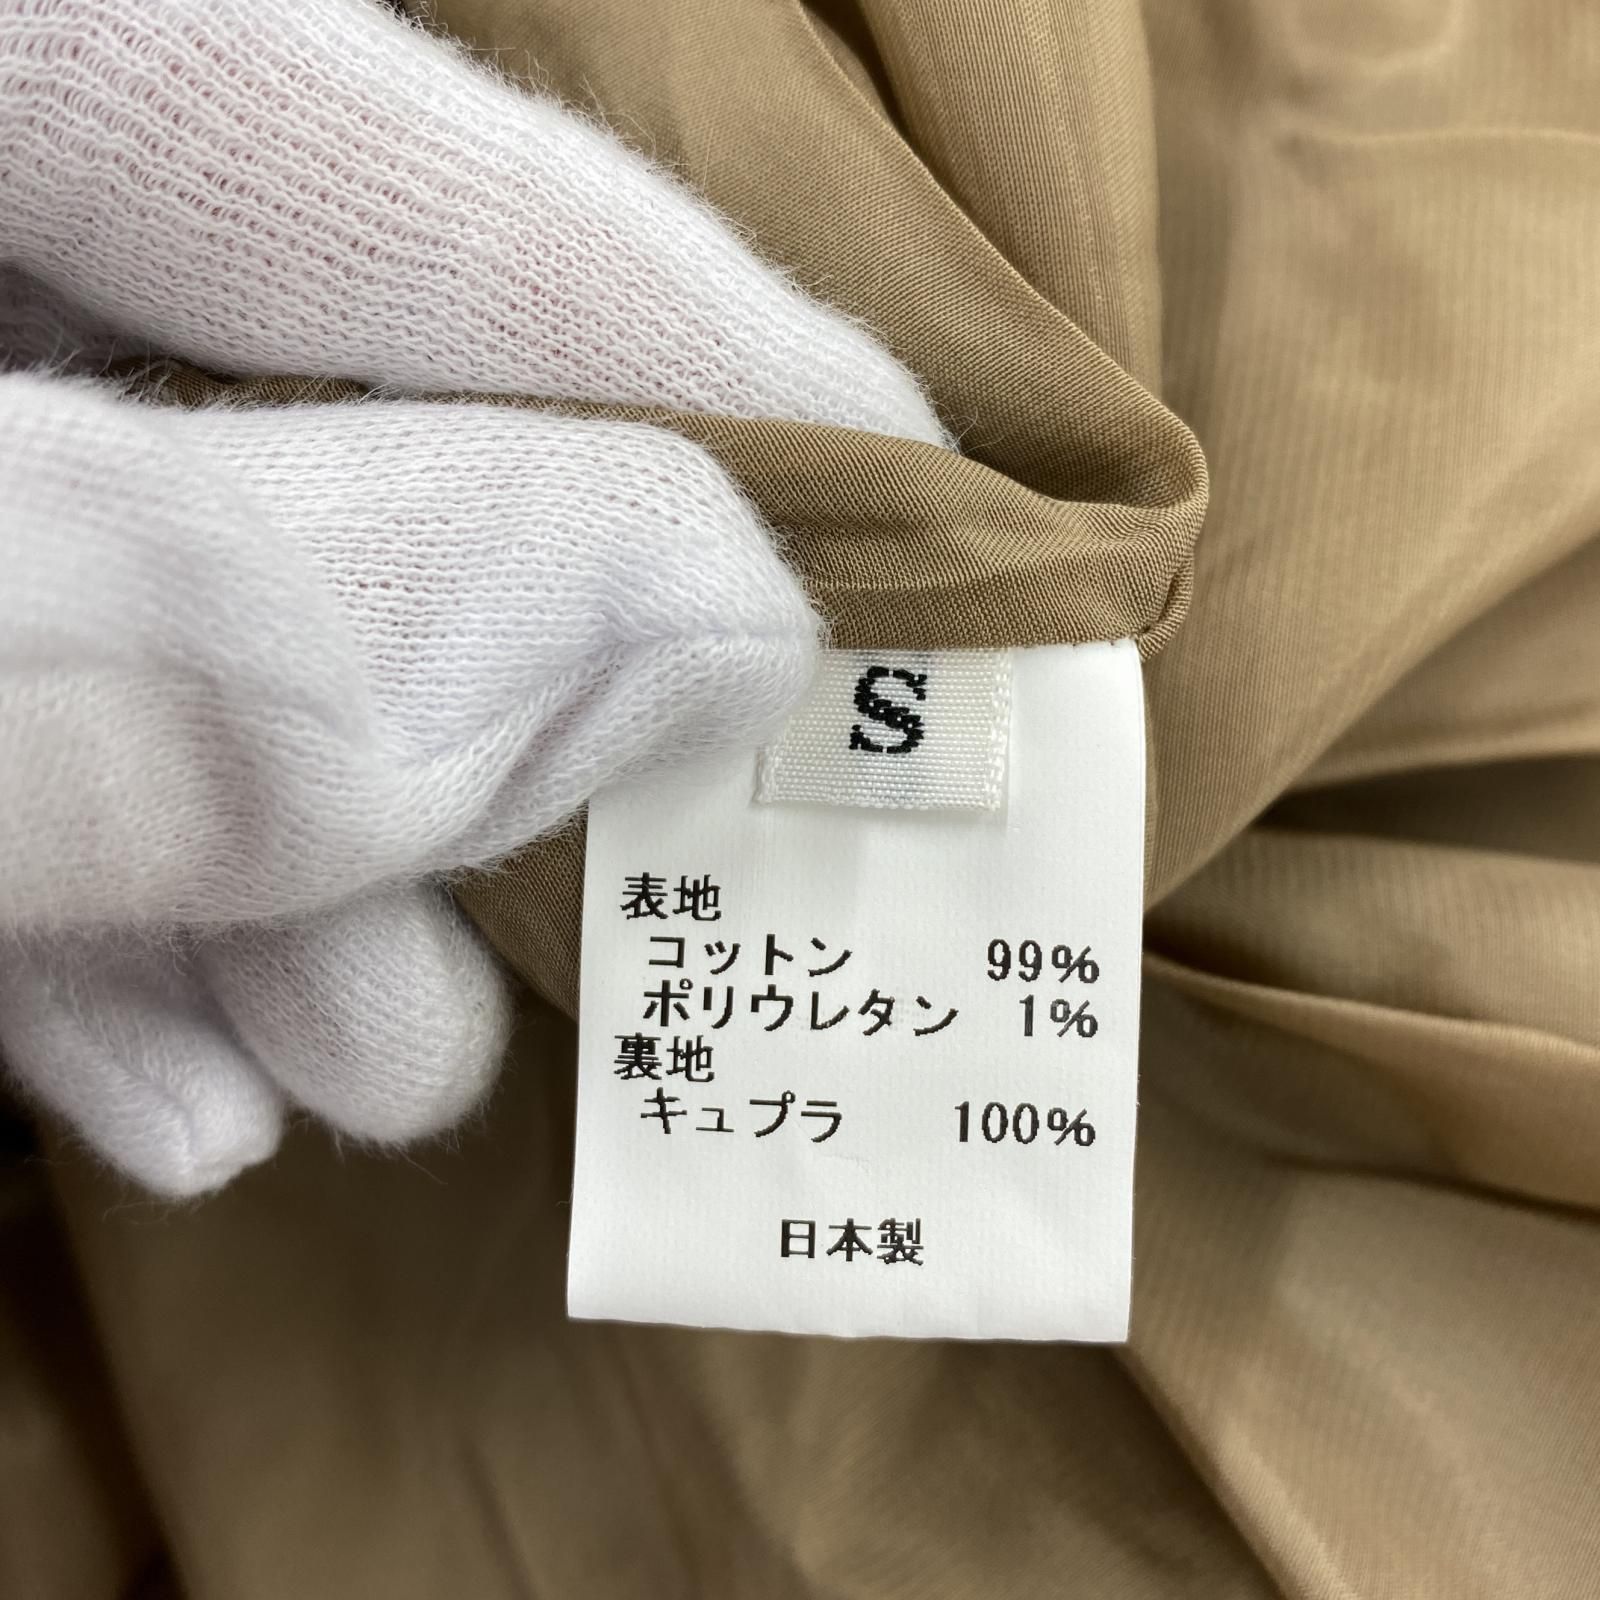 S
表地
コットン 99%
ポリウレタン 1%
裏地
キュプラ 100%
日本製